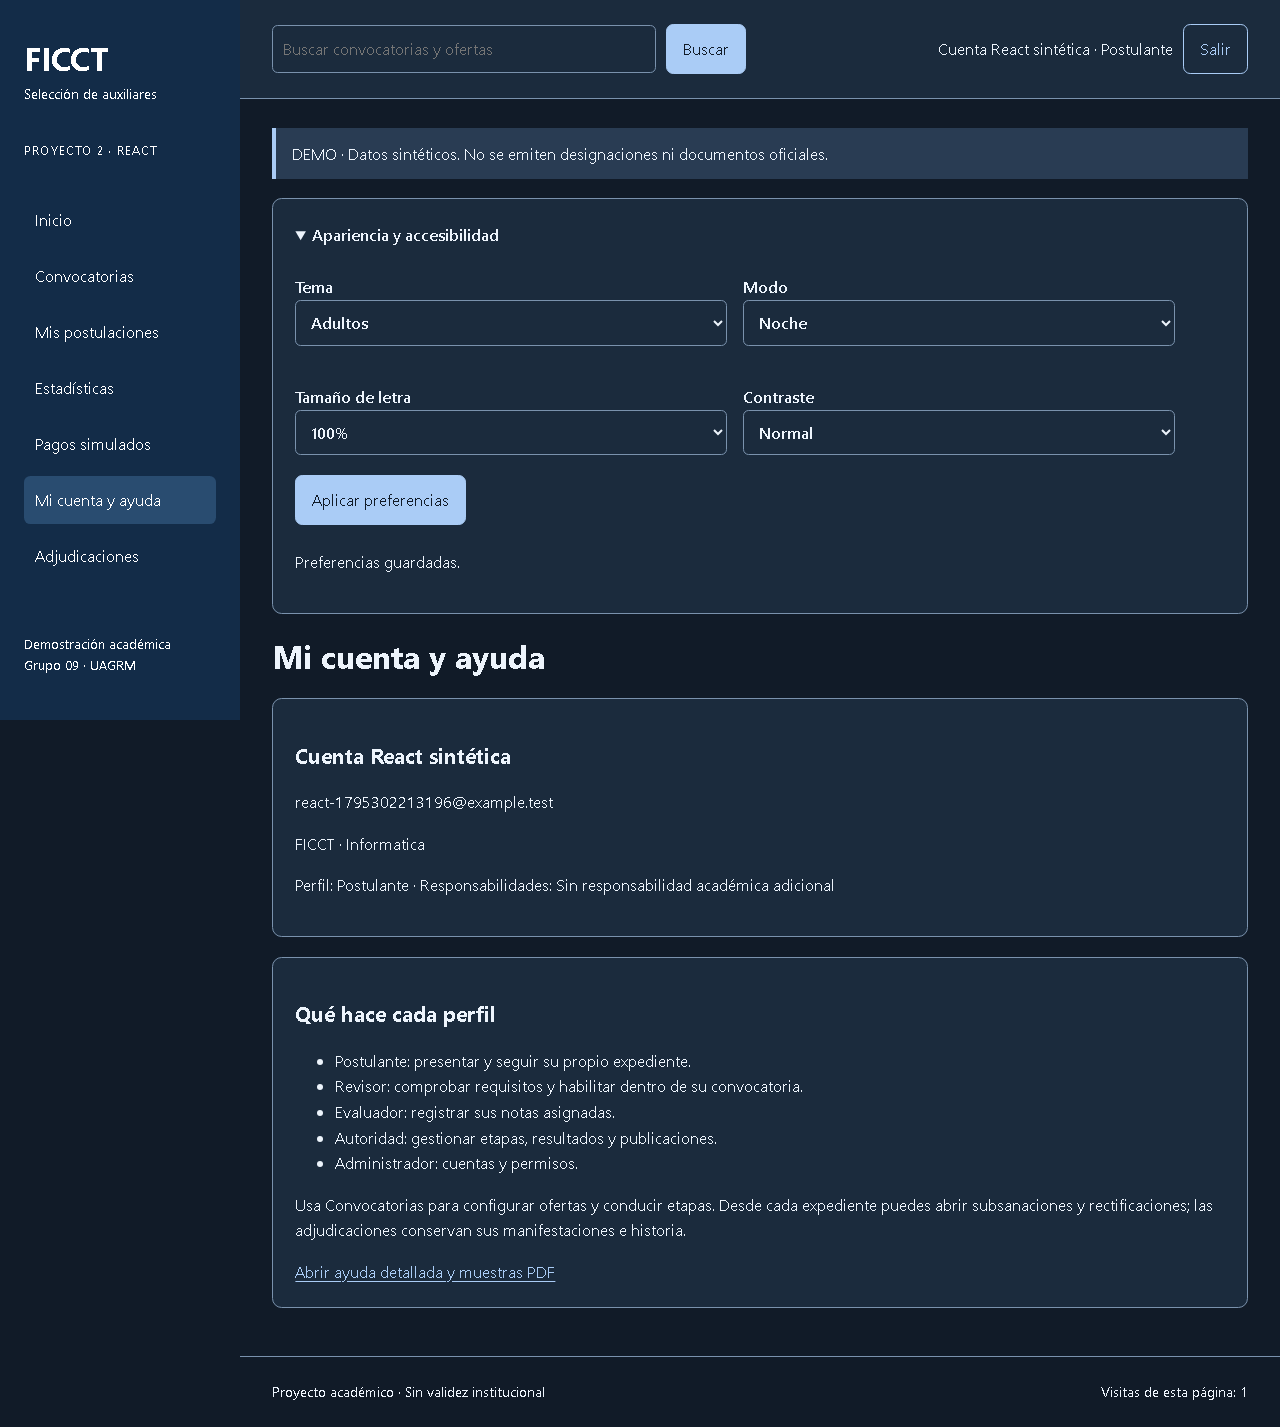 FICCT
Selección de auxiliares
PROYECTO 2 · REACT
Inicio
Convocatorias
Mis postulaciones
Estadísticas
Pagos simulados
Mi cuenta y ayuda
Adjudicaciones
Demostración académica
Grupo 09 · UAGRM
Buscar convocatorias y ofertas
Buscar
Cuenta React sintética · Postulante
Salir
DEMO · Datos sintéticos. No se emiten designaciones ni documentos oficiales.
▼ Apariencia y accesibilidad
Tema
Modo
Adultos
Noche
Tamaño de letra
Contraste
100%
Normal
Aplicar preferencias
Preferencias guardadas.
Mi cuenta y ayuda
Cuenta React sintética
react-1795302213196@example.test
FICCT · Informatica
Perfil: Postulante · Responsabilidades: Sin responsabilidad académica adicional
Qué hace cada perfil
• Postulante: presentar y seguir su propio expediente.
• Revisor: comprobar requisitos y habilitar dentro de su convocatoria.
• Evaluador: registrar sus notas asignadas.
• Autoridad: gestionar etapas, resultados y publicaciones.
• Administrador: cuentas y permisos.
Usa Convocatorias para configurar ofertas y conducir etapas. Desde cada expediente puedes abrir subsanaciones y rectificaciones; las
adjudicaciones conservan sus manifestaciones e historia.
Abrir ayuda detallada y muestras PDF
Proyecto académico · Sin validez institucional
Visitas de esta página: 1